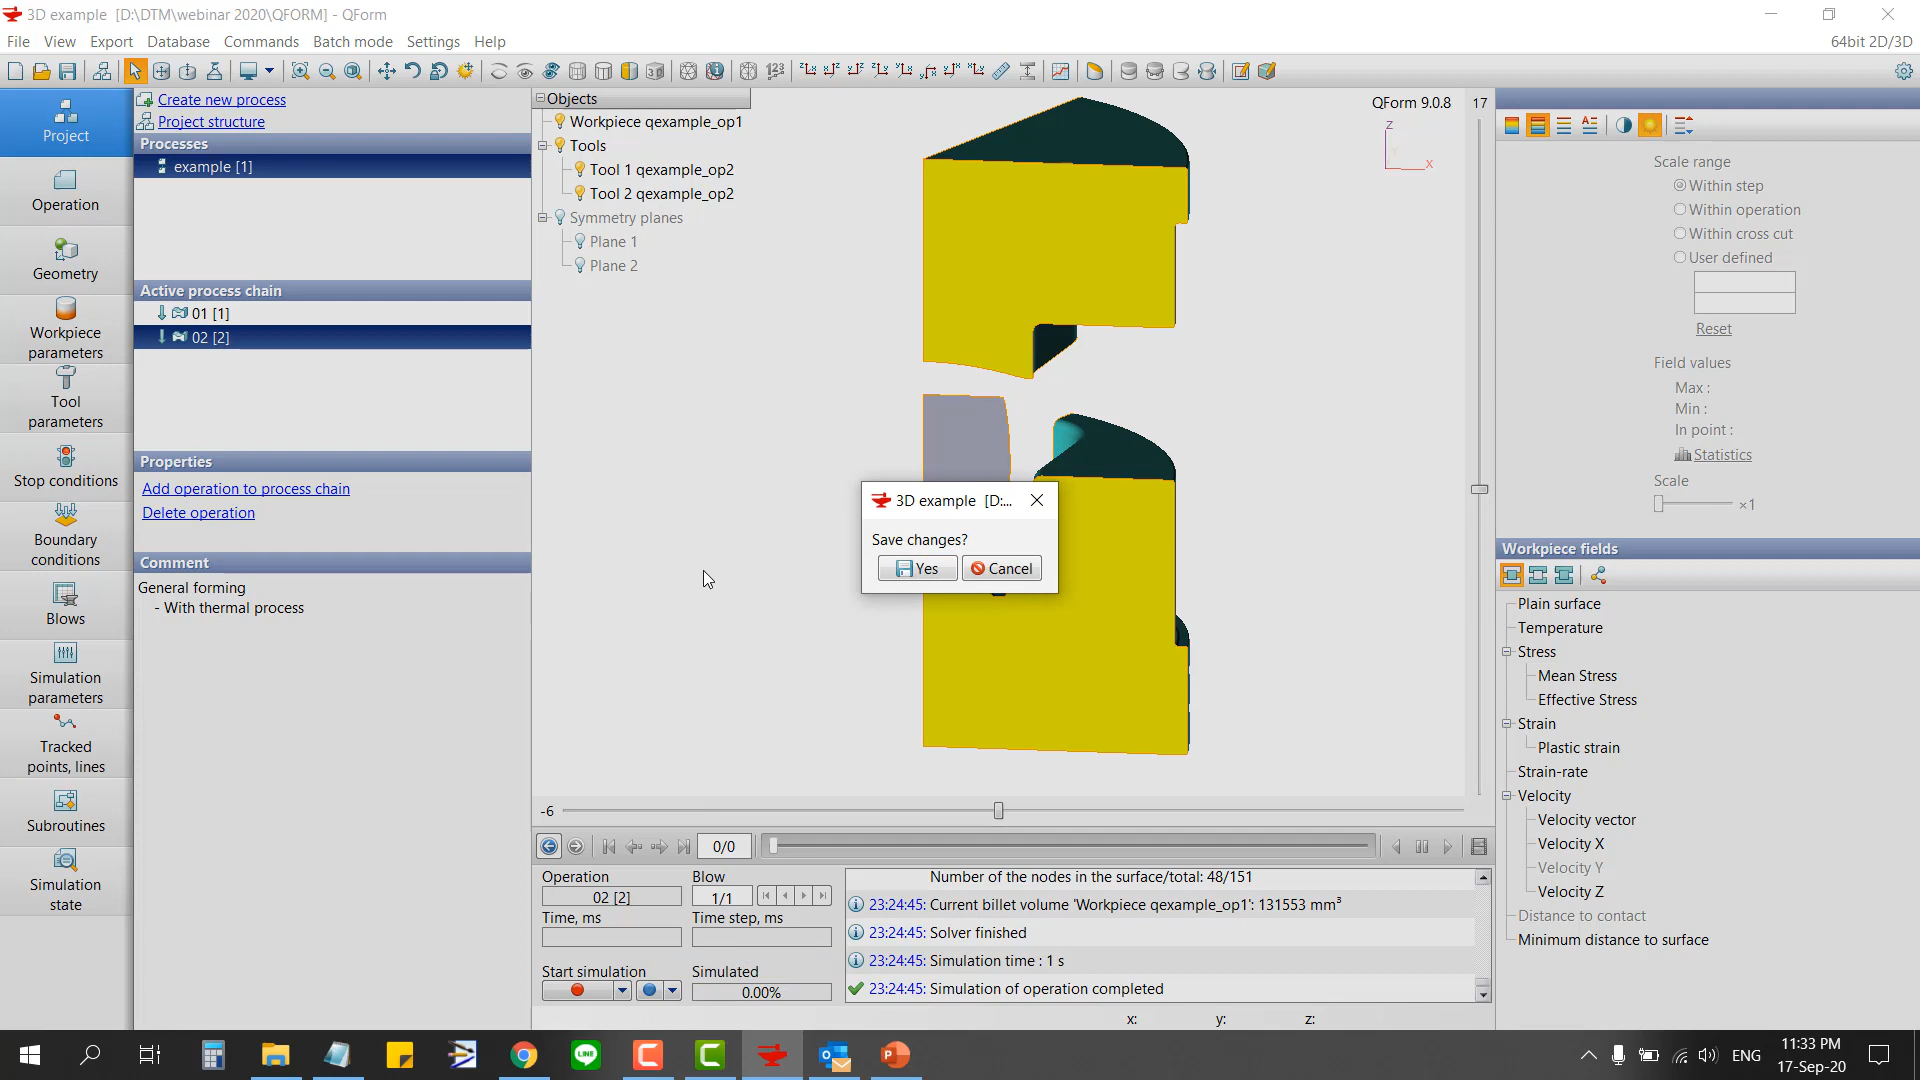 3D example [D:\DTM\webinar 2020\QFORM] - QForm
File View Export Database Commands Batch mode Settings Help
64bit 2D/3D
Project
Operation
Geometry
Workpiece
parameters
Tool
parameters
Stop conditions
Boundary
conditions
Blows
Simulation
parameters
Tracked
points, lines
Subroutines
Simulation
state
Create new process
Project structure
Processes
example [1]
Active process chain
01 [1]
02 [2]
Properties
Add operation to process chain
Delete operation
Comment
General forming
- With thermal process
Objects
Workpiece qexample_op1
Tools
Tool 1 qexample_op2
Tool 2 qexample_op2
Symmetry planes
Plane 1
Plane 2
QForm 9.0.8
17
Z
X
3D example [D:...
Save changes?
Yes Cancel
-6
0/0
Operation
02 [2]
Blow
1/1
Time, ms
Time step, ms
Start simulation
Simulated
0.00%
Number of the nodes in the surface/total: 48/151
23:24:45: Current billet volume 'Workpiece qexample_op1': 131553 mm³
23:24:45: Solver finished
23:24:45: Simulation time : 1 s
23:24:45: Simulation of operation completed
x: y: z:
Scale range
Within step
Within operation
Within cross cut
User defined
Reset
Field values
Max :
Min :
In point :
Statistics
Scale
×1
Workpiece fields
Plain surface
Temperature
Stress
Mean Stress
Effective Stress
Strain
Plastic strain
Strain-rate
Velocity
Velocity vector
Velocity X
Velocity Y
Velocity Z
Distance to contact
Minimum distance to surface
ENG
11:33 PM
17-Sep-20